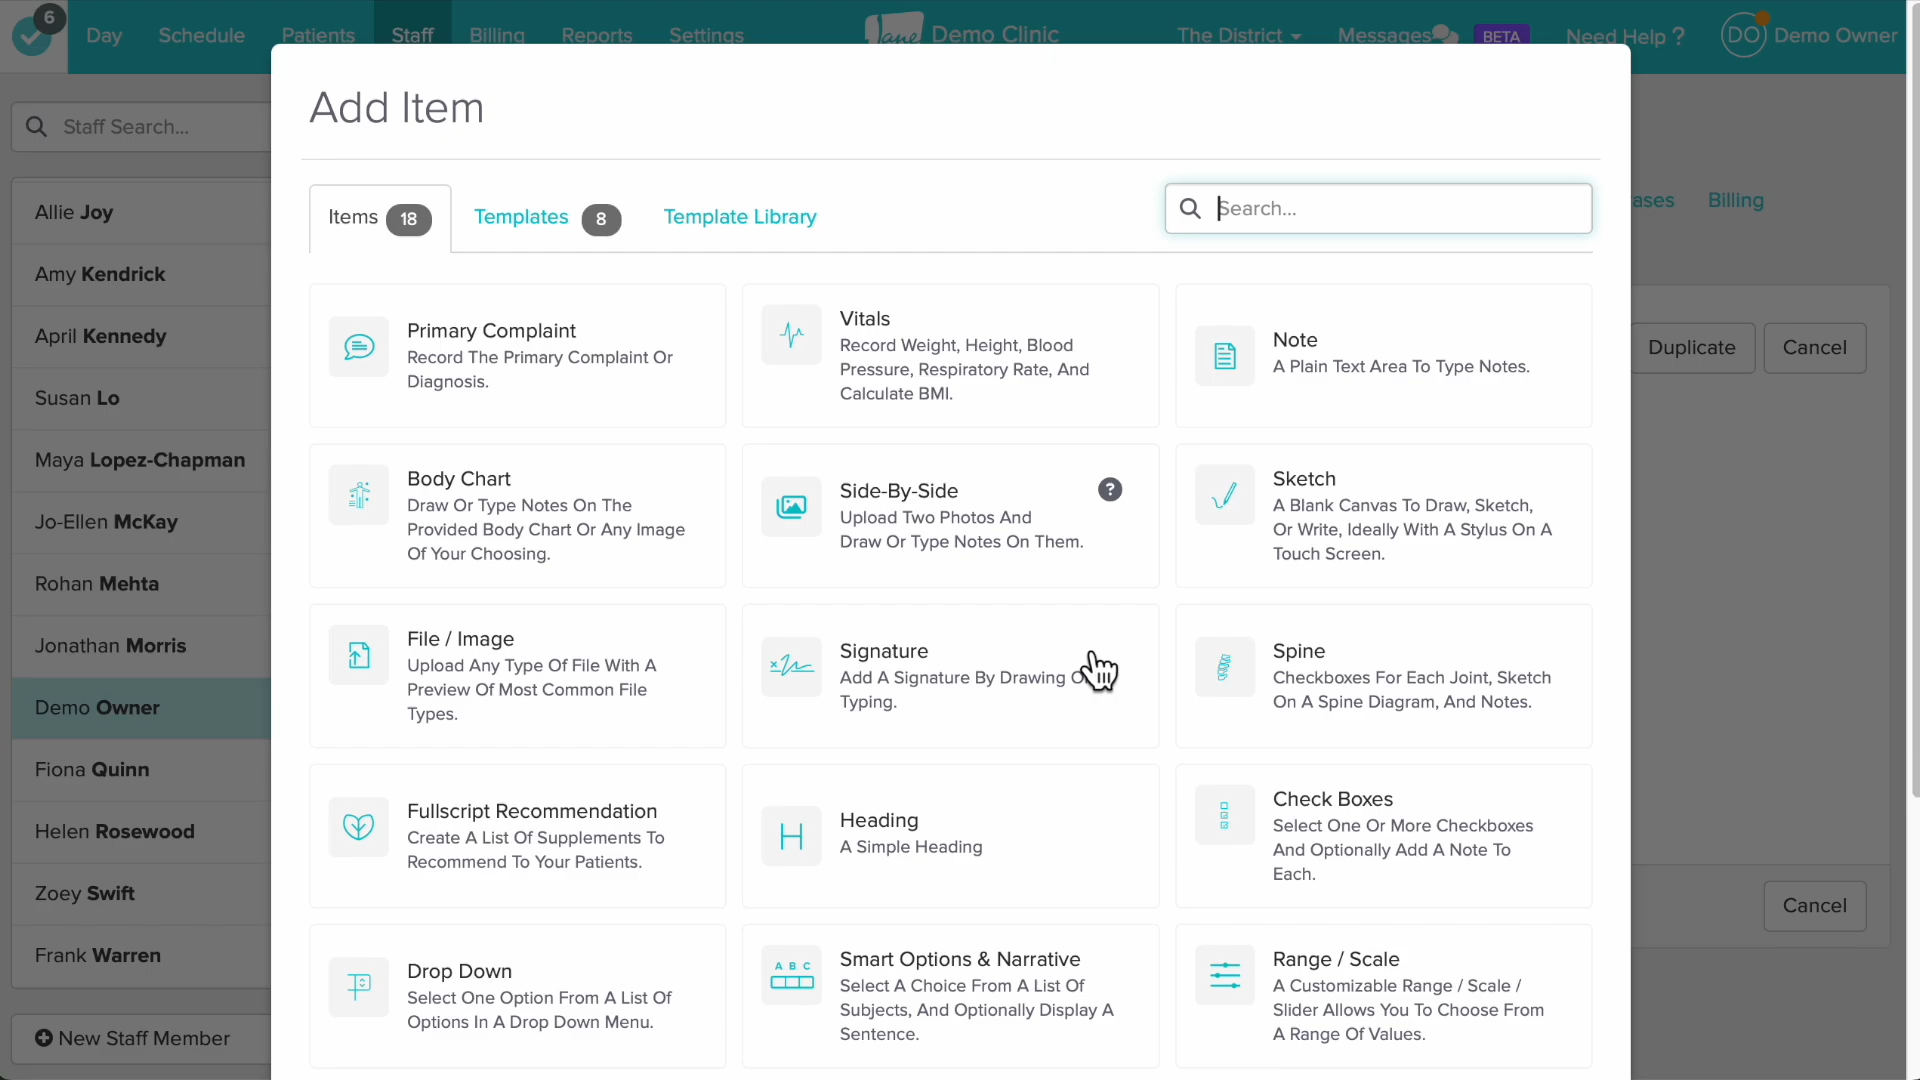 6
Day
Schedule
Patients
Staff
Billing
Reports
Settings
Jane
Demo Clinic
The District
Messages
BETA
Need Help ?
DO
Demo Owner
Staff Search...
Allie Joy
Amy Kendrick
April Kennedy
Susan Lo
Maya Lopez-Chapman
Jo-Ellen McKay
Rohan Mehta
Jonathan Morris
Demo Owner
Fiona Quinn
Helen Rosewood
Zoey Swift
Frank Warren
New Staff Member
Add Item
Items 18
Templates 8
Template Library
Search...
Primary Complaint
Record The Primary Complaint Or
Diagnosis.
Vitals
Record Weight, Height, Blood
Pressure, Respiratory Rate, And
Calculate BMI.
Note
A Plain Text Area To Type Notes.
Body Chart
Draw Or Type Notes On The
Provided Body Chart Or Any Image
Of Your Choosing.
Side-By-Side
?
Upload Two Photos And
Draw Or Type Notes On Them.
Sketch
A Blank Canvas To Draw, Sketch,
Or Write, Ideally With A Stylus On A
Touch Screen.
File / Image
Upload Any Type Of File With A
Preview Of Most Common File
Types.
Signature
Add A Signature By Drawing
Typing.
Spine
Checkboxes For Each Joint, Sketch
On A Spine Diagram, And Notes.
Fullscript Recommendation
Create A List Of Supplements To
Recommend To Your Patients.
H
Heading
A Simple Heading
Check Boxes
Select One Or More Checkboxes
And Optionally Add A Note To
Each.
Drop Down
Select One Option From A List Of
Options In A Drop Down Menu.
A B C
Smart Options & Narrative
Select A Choice From A List Of
Subjects, And Optionally Display A
Sentence.
Range / Scale
A Customizable Range / Scale /
Slider Allows You To Choose From
A Range Of Values.
Billing
Duplicate
Cancel
Cancel